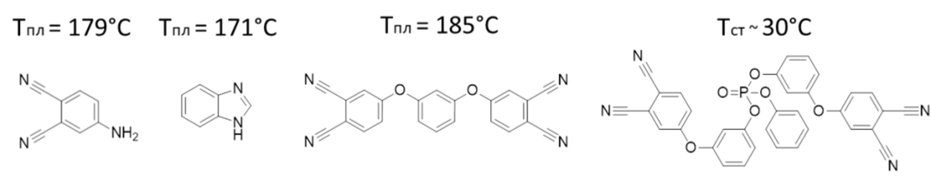 Tпл = 179°C Tпл = 171°C Tпл = 185°C Tст ~30°C
N N NH2
N N H
N N O O N N
N N O O P O O O N N